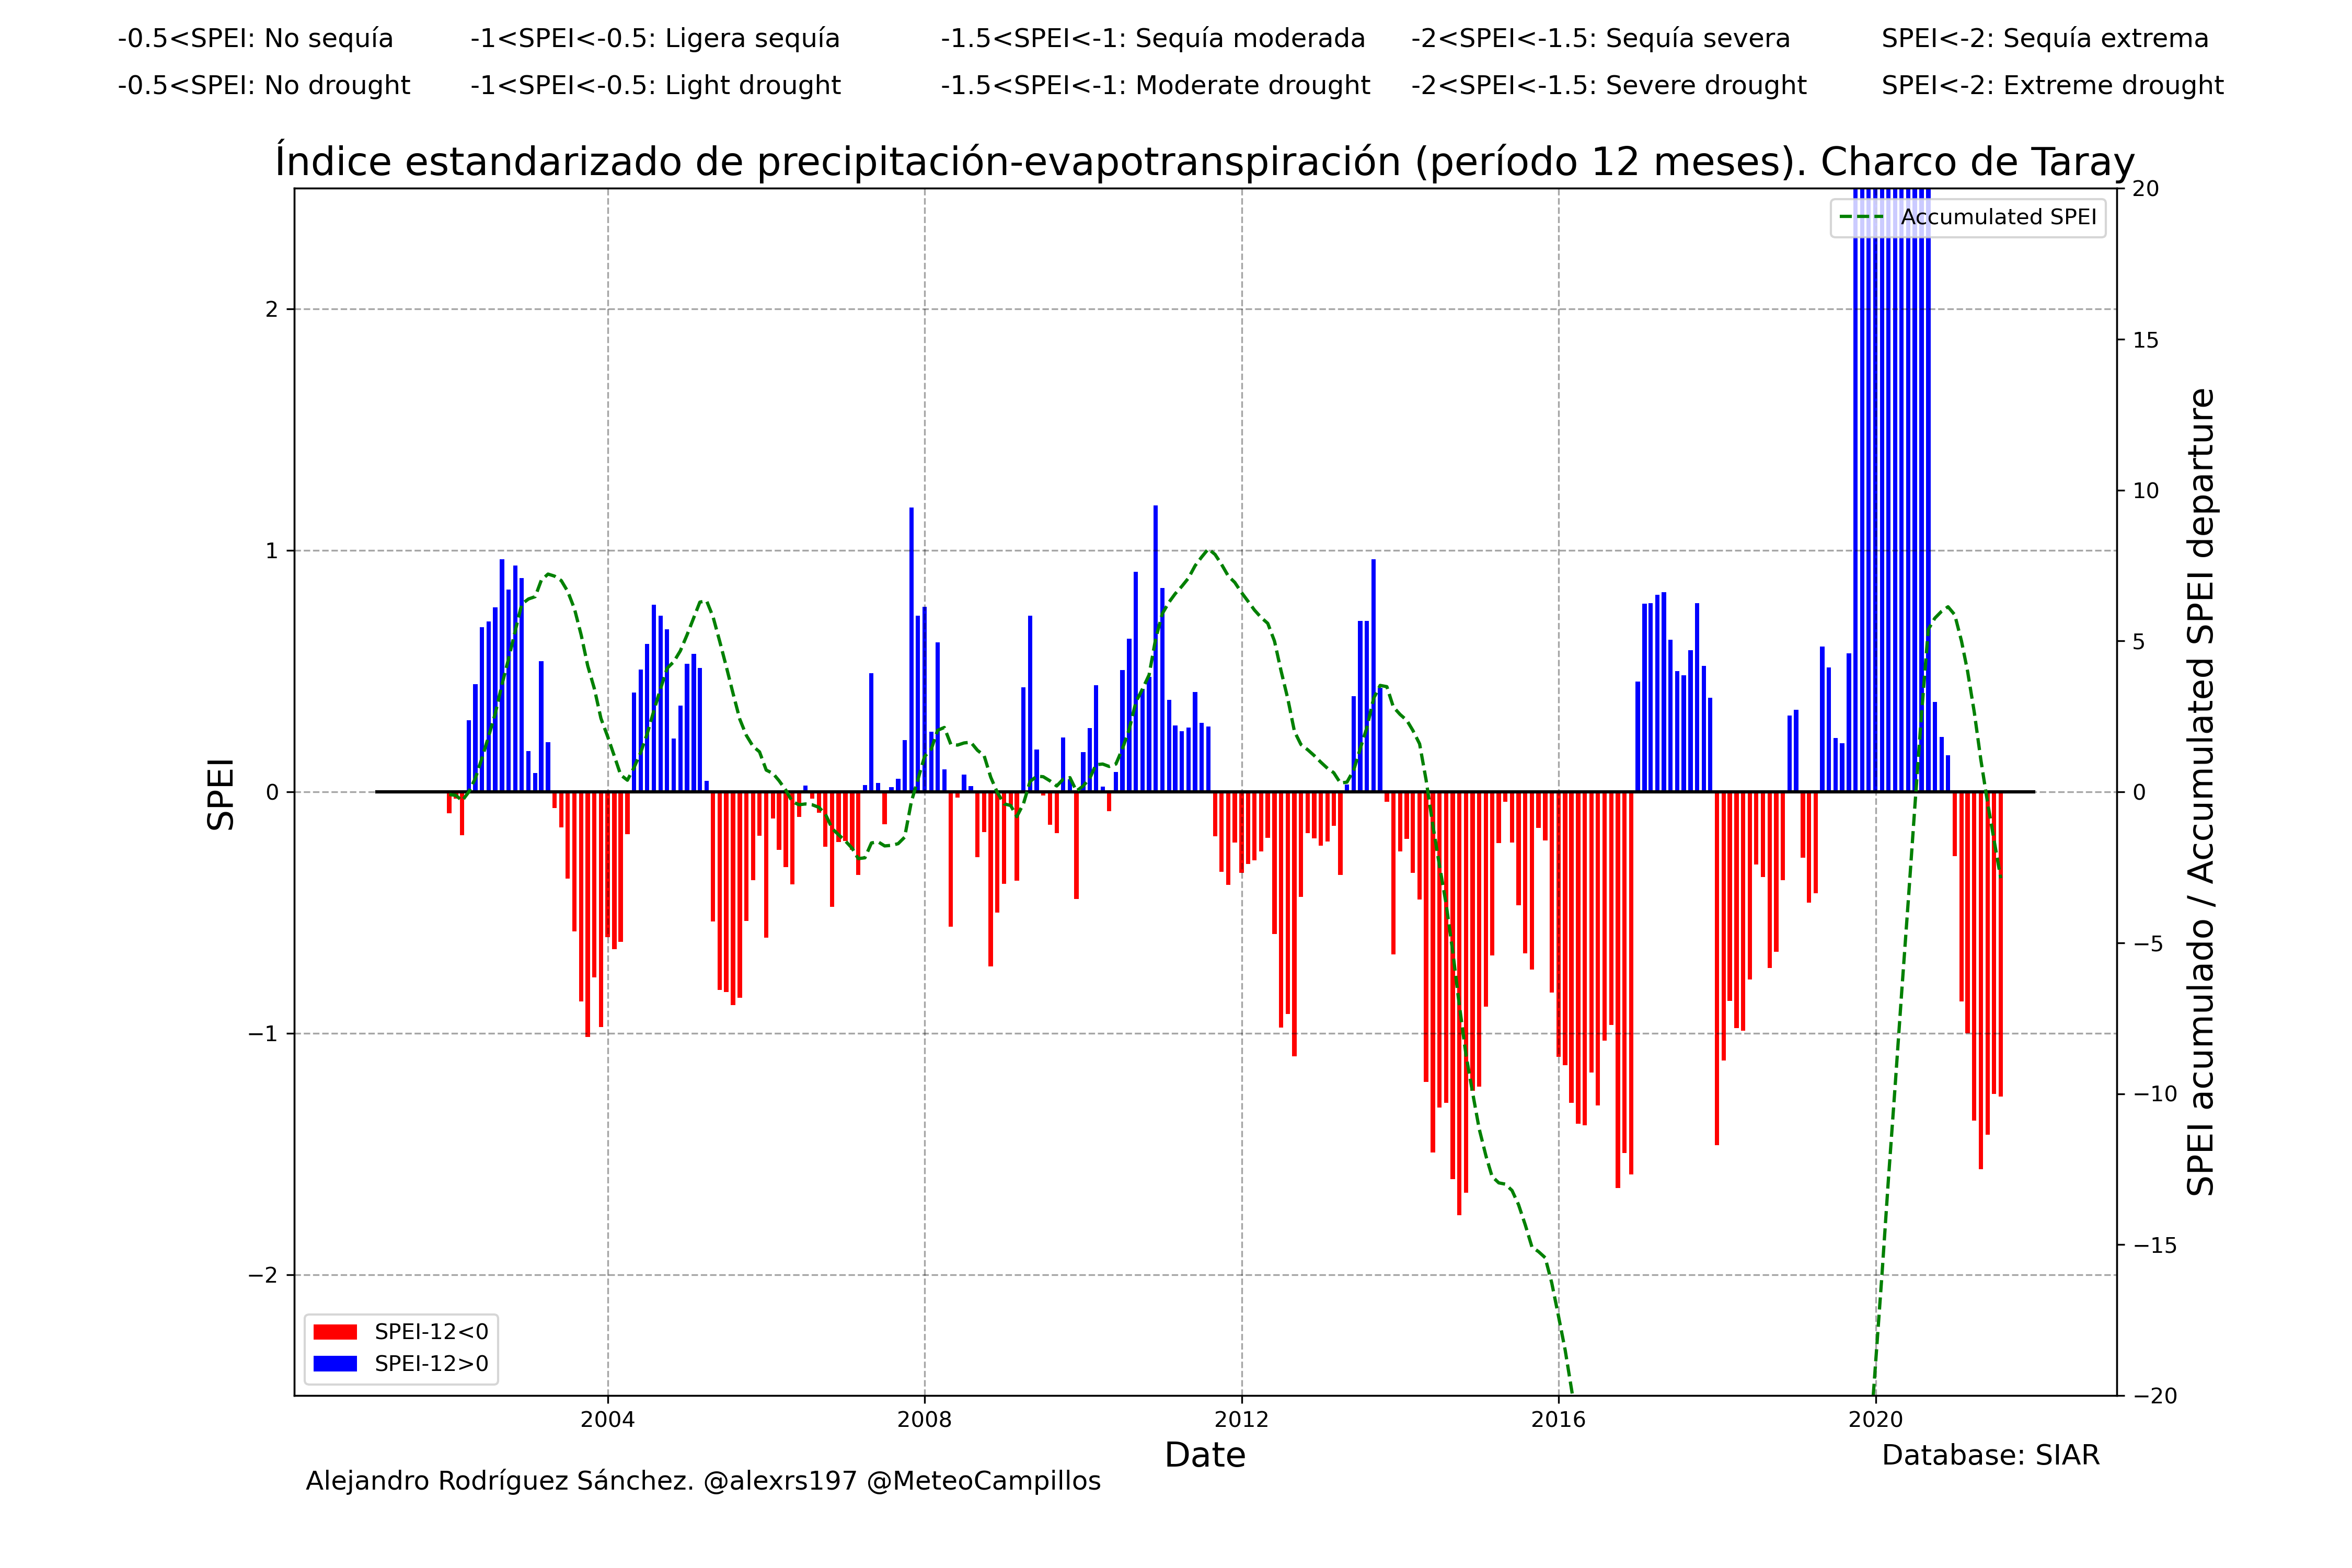 -0.5<SPEI: No sequía -1<SPEI<-0.5: Ligera sequía -1.5<SPEI<-1: Sequía moderada -2<SPEI<-1.5: Sequía severa SPEI<-2: Sequía extrema
-0.5<SPEI: No drought -1<SPEI<-0.5: Light drought -1.5<SPEI<-1: Moderate drought -2<SPEI<-1.5: Severe drought SPEI<-2: Extreme drought
Índice estandarizado de precipitación-evapotranspiración (período 12 meses). Charco de Taray
Accumulated SPEI
SPEI
2
1
0
−1
−2
20
15
10
5
0
−5
−10
−15
−20
SPEI acumulado / Accumulated SPEI departure
SPEI-12<0
SPEI-12>0
2004 2008 2012 2016 2020
Date
Database: SIAR
Alejandro Rodríguez Sánchez. @alexrs197 @MeteoCampillos